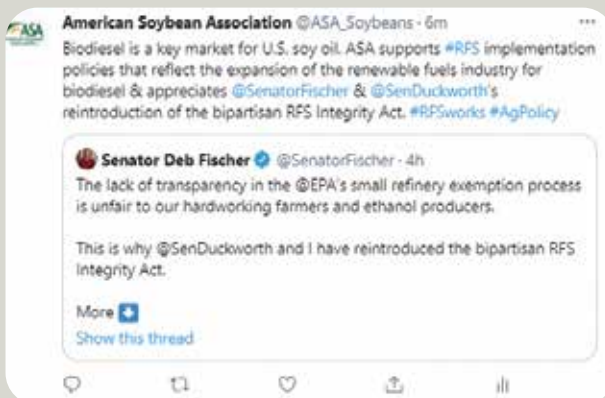 ASA
American Soybean Association @ASA_Soybeans · 6m
Biodiesel is a key market for U.S. soy oil. ASA supports #RFS implementation
policies that reflect the expansion of the renewable fuels industry for
biodiesel & appreciates @SenatorFischer & @SenDuckworth's
reintroduction of the bipartisan RFS Integrity Act. #RFSworks #AgPolicy
Senator Deb Fischer @SenatorFischer · 4h
The lack of transparency in the @EPA's small refinery exemption process
is unfair to our hardworking farmers and ethanol producers.
This is why @SenDuckworth and I have reintroduced the bipartisan RFS
Integrity Act.
More
Show this thread